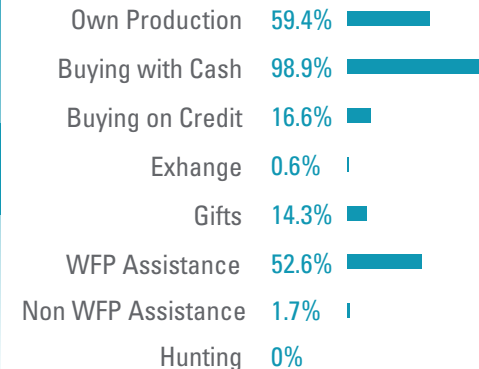 Own Production 59.4%
Buying with Cash 98.9%
Buying on Credit 16.6%
Exhange 0.6%
Gifts 14.3%
WFP Assistance 52.6%
Non WFP Assistance 1.7%
Hunting 0%